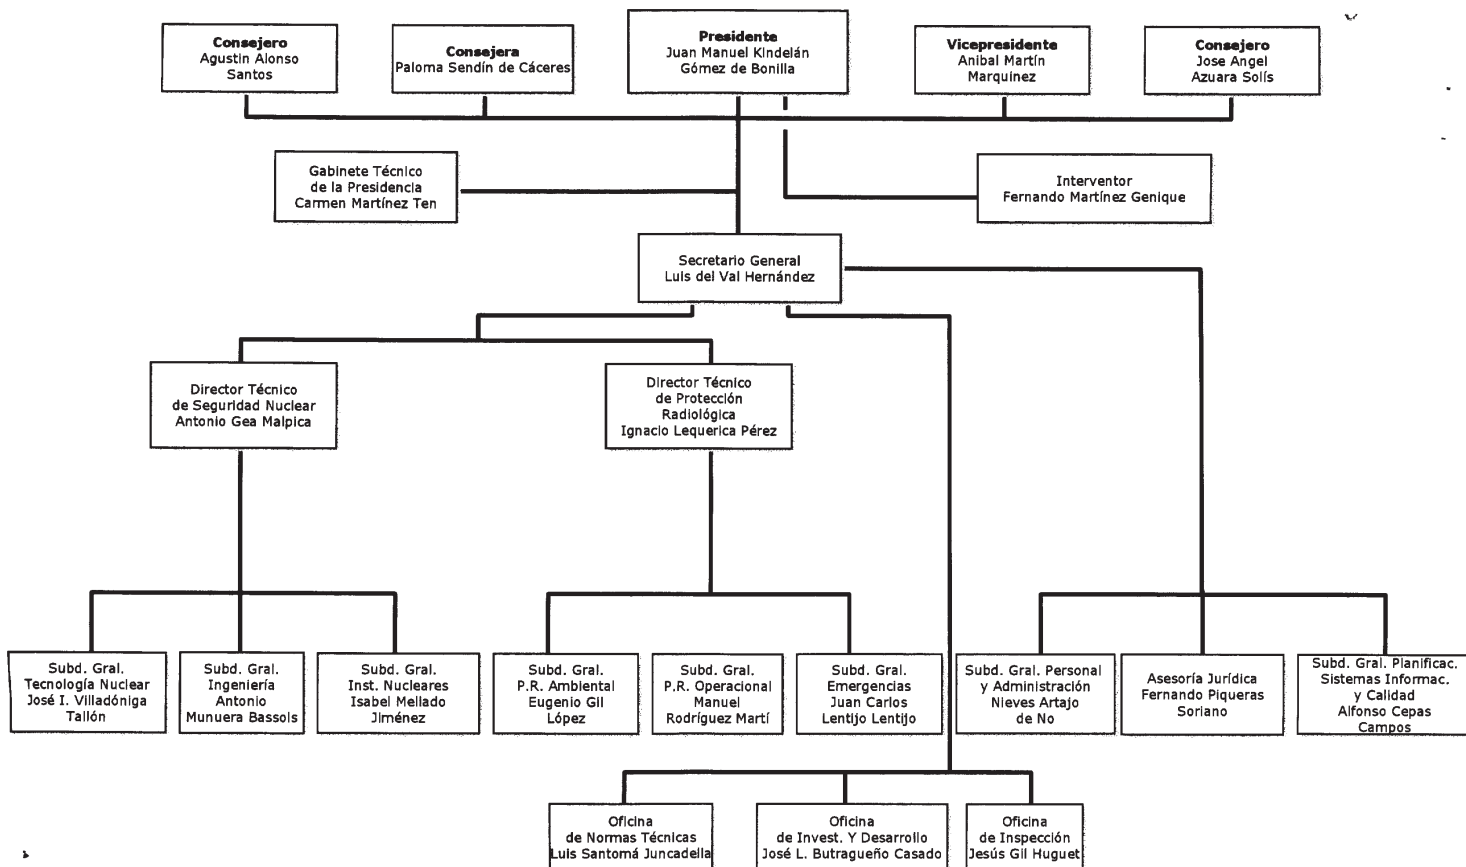 Consejero
Agustin Alonso
Santos
Consejera
Paloma Sendín de Cáceres
Presidente
Juan Manuel Kindelán
Gómez de Bonilla
Vicepresidente
Anibal Martín
Marquinez
Consejero
Jose Angel
Azuara Solís
Gabinete Técnico
de la Presidencia
Carmen Martínez Ten
Interventor
Fernando Martínez Genique
Secretario General
Luis del Val Hernández
Director Técnico
de Seguridad Nuclear
Antonio Gea Malpica
Director Técnico
de Protección
Radiológica
Ignacio Lequerica Pérez
Subd. Gral.
Tecnología Nuclear
José I. Villadóniga
Tallón
Subd. Gral.
Ingeniería
Antonio
Munuera Bassols
Subd. Gral.
Inst. Nucleares
Isabel Mellado
Jiménez
Subd. Gral.
P.R. Ambiental
Eugenio Gil
López
Subd. Gral.
P.R. Operacional
Manuel
Rodríguez Martí
Subd. Gral.
Emergencias
Juan Carlos
Lentijo Lentijo
Subd. Gral. Personal
y Administración
Nieves Artajo
de No
Asesoría Jurídica
Fernando Piqueras
Soriano
Subd. Gral. Planificac.
Sistemas Informac.
y Calidad
Alfonso Cepas
Campos
Oficina
de Normas Técnicas
Luis Santomá Juncadella
Oficina
de Invest. Y Desarrollo
José L. Butragueño Casado
Oficina
de Inspección
Jesús Gil Huguet